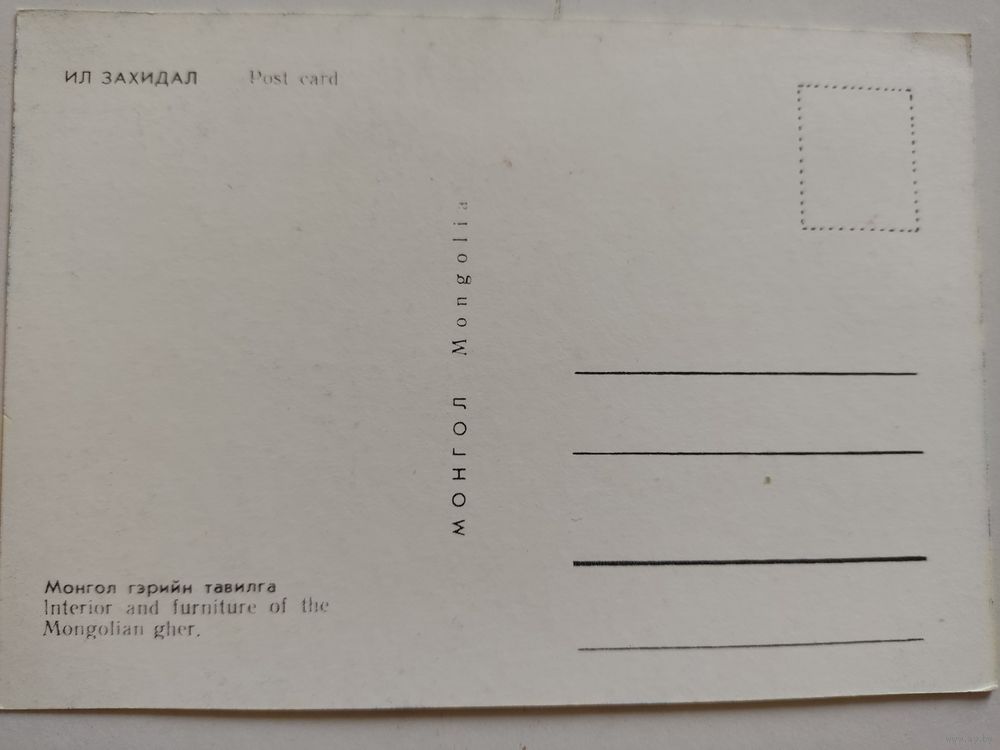 ИЛ ЗАХИДАЛ Post card
МОНГОЛ Mongolia
Монгол гэрийн тавилга
Interior and furniture of the
Mongolian gher.